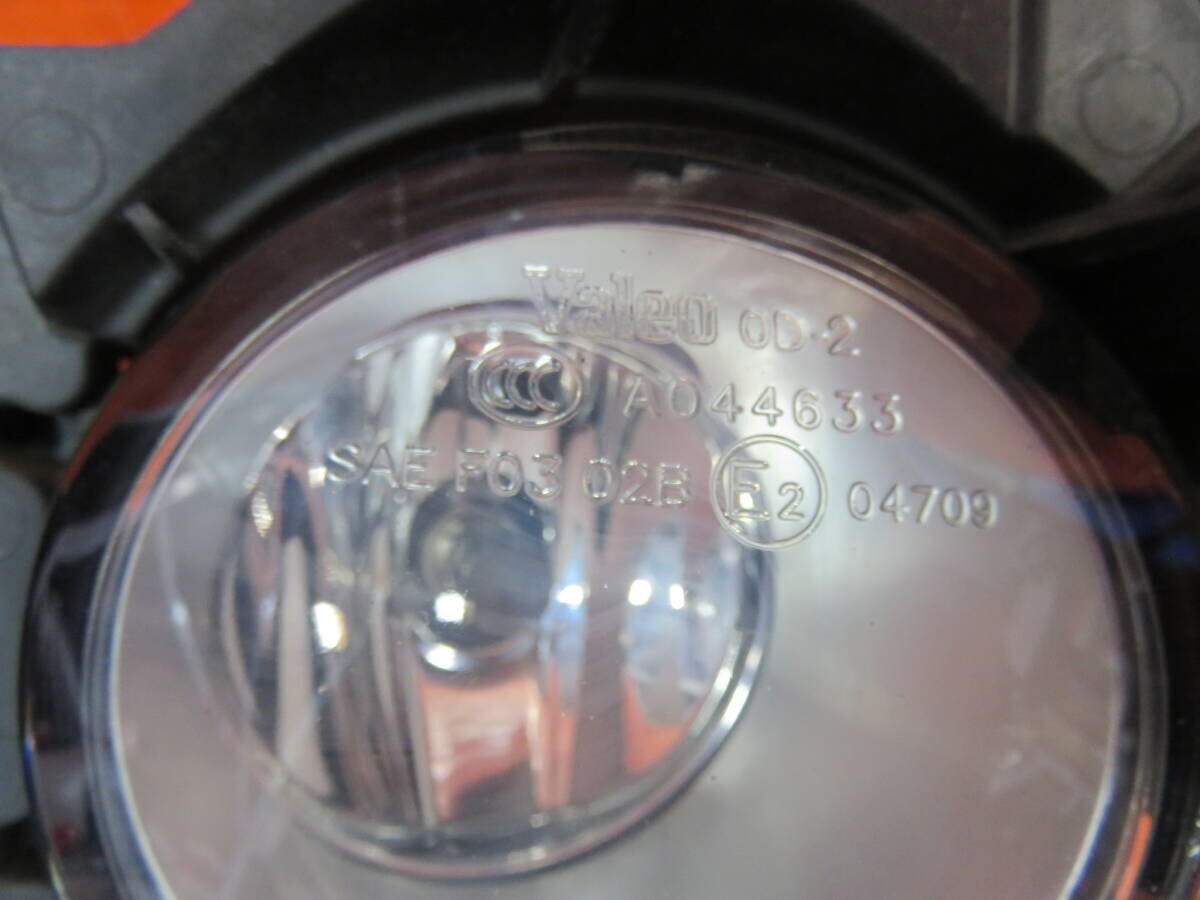 Valeo 0D-2
CCC A044633
SAE F03 02B E2 04709